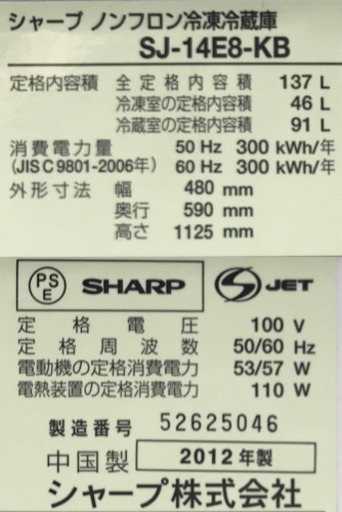 シャープ ノンフロン冷凍冷蔵庫
SJ-14E8-KB
定格内容積 全定格内容積 137 L
冷凍室の定格内容積 46 L
冷蔵室の定格内容積 91 L
消費電力量 50 Hz 300 kWh/年
(JIS C 9801-2006年) 60 Hz 300 kWh/年
外形寸法 幅 480 mm
奥行 590 mm
高さ 1125 mm
PS E SHARP S JET
定格電圧 100 V
定格周波数 50/60 Hz
電動機の定格消費電力 53/57 W
電熱装置の定格消費電力 110 W
製造番号 52625046
中国製 2012年製
シャープ株式会社